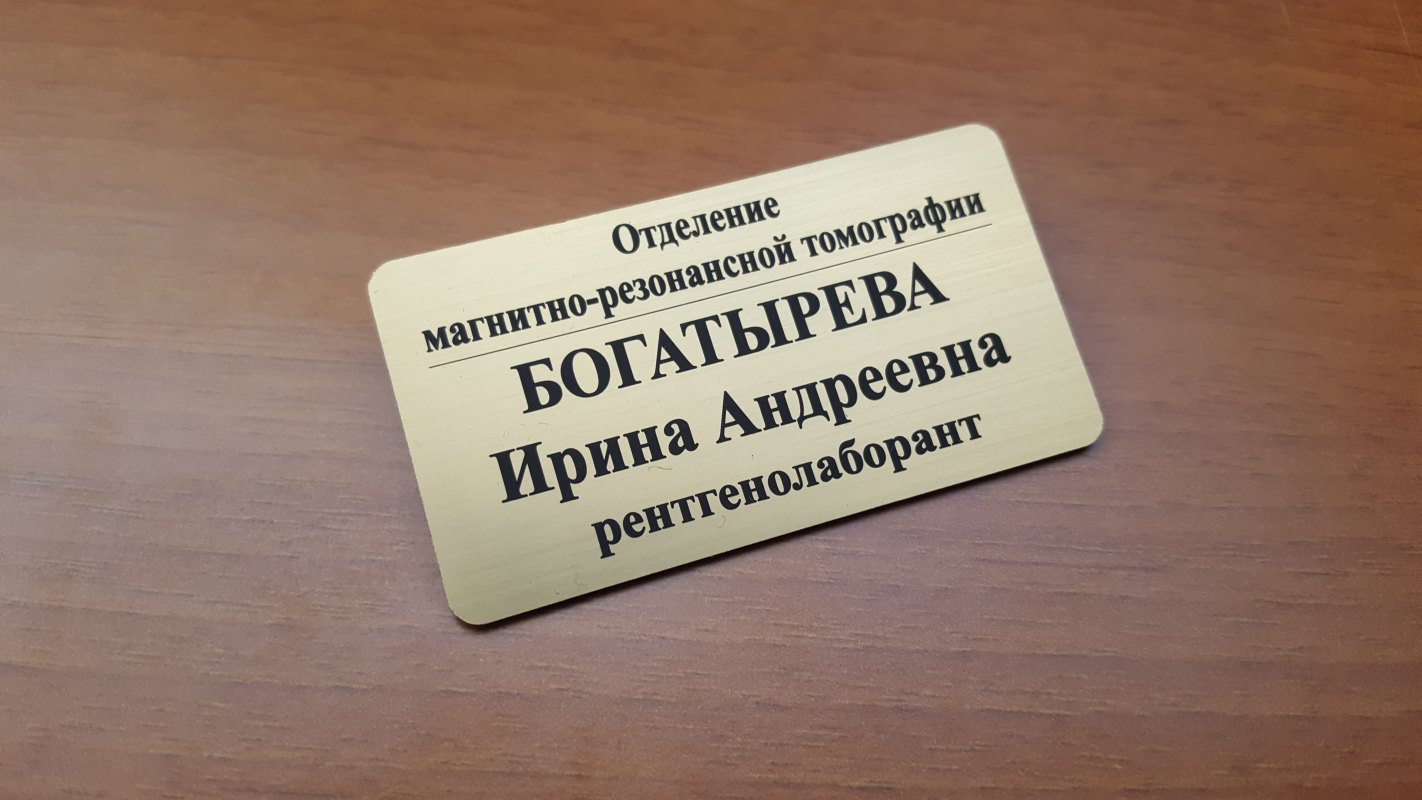 Отделение
магнитно-резонансной томографии
БОГАТЫРЕВА
Ирина Андреевна
рентгенолаборант